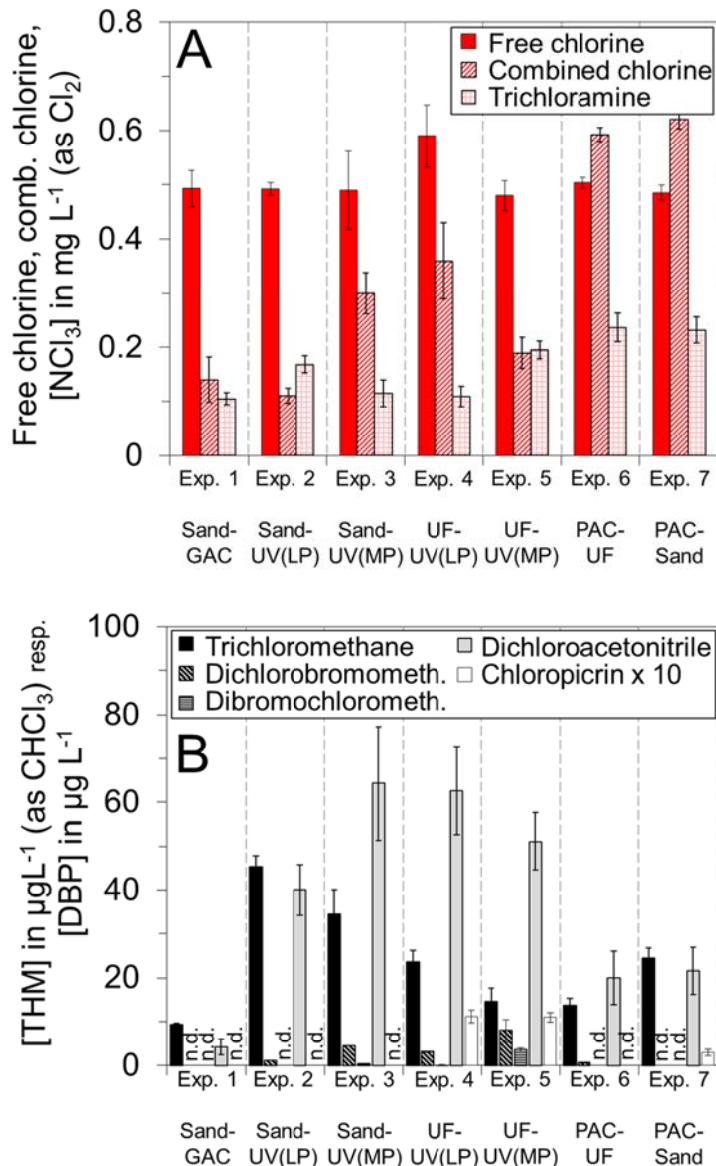 A
Free chlorine
Combined chlorine
Trichloramine
Free chlorine, comb. chlorine,
[NCl₃] in mg L⁻¹ (as Cl₂)
0.8
0.6
0.4
0.2
0
Exp. 1 Exp. 2 Exp. 3 Exp. 4 Exp. 5 Exp. 6 Exp. 7
Sand- Sand- Sand- UF- UF- PAC- PAC-
GAC UV(LP) UV(MP) UV(LP) UV(MP) UF Sand
B
Trichloromethane Dichloroacetonitrile
Dichlorobromometh. Chloropicrin x 10
Dibromochlorometh.
[THM] in µgL⁻¹ (as CHCl₃) resp.
[DBP] in µg L⁻¹
100
80
60
40
20
0
n.d. n.d. n.d. n.d. n.d. n.d. n.d. n.d. n.d. n.d.
Exp. 1 Exp. 2 Exp. 3 Exp. 4 Exp. 5 Exp. 6 Exp. 7
Sand- Sand- Sand- UF- UF- PAC- PAC-
GAC UV(LP) UV(MP) UV(LP) UV(MP) UF Sand